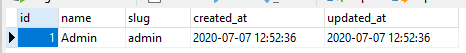 id name slug created_at updated_at
1 Admin admin 2020-07-07 12:52:36 2020-07-07 12:52:36